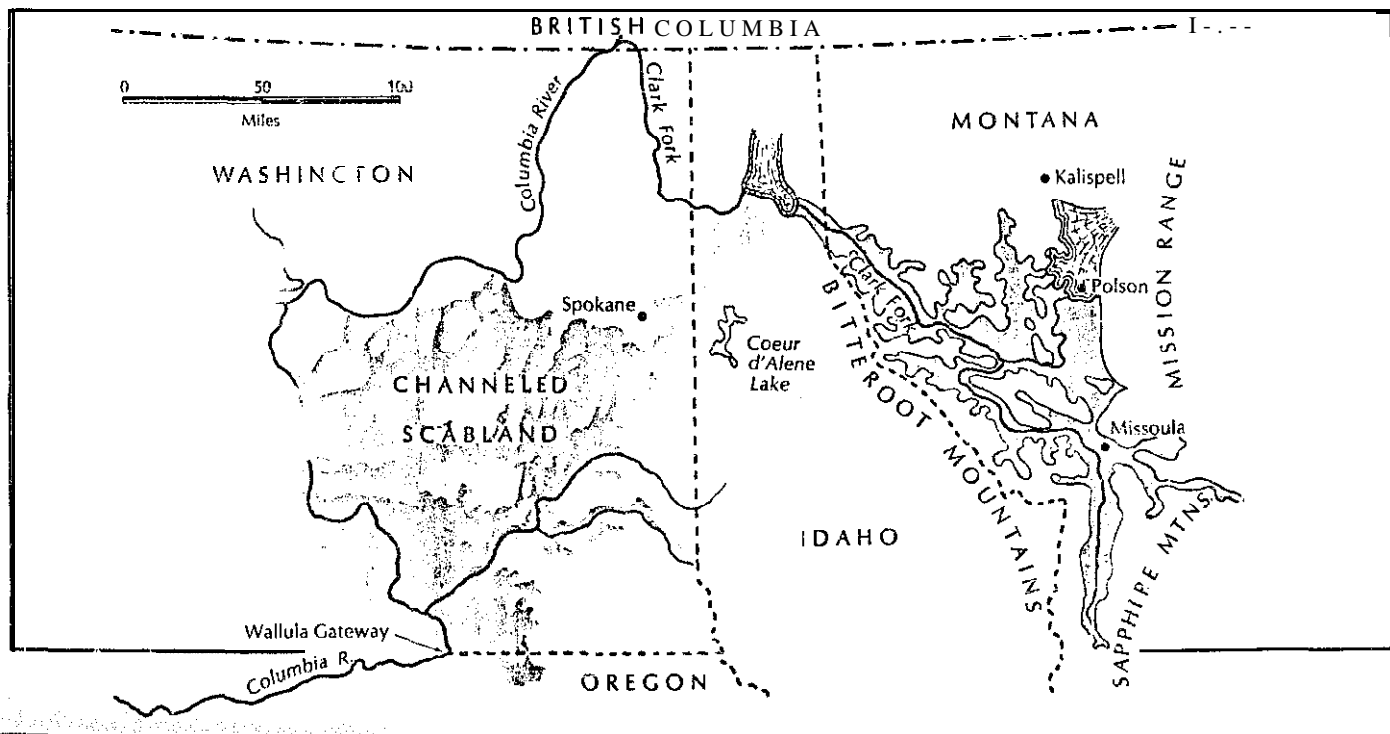 BRITISH COLUMBIA
0 50 100
Miles
Columbia River
Clark Fork
MONTANA
WASHINGTON
Kalispell
MISSION RANGE
Clark Fork
Polson
Spokane
Coeur
d'Alene
Lake
BITTEROOT MOUNTAINS
CHANNELED
SCABLAND
Missoula
IDAHO
SAPPHIPE MTNS.
Wallula Gateway
Columbia R.
OREGON